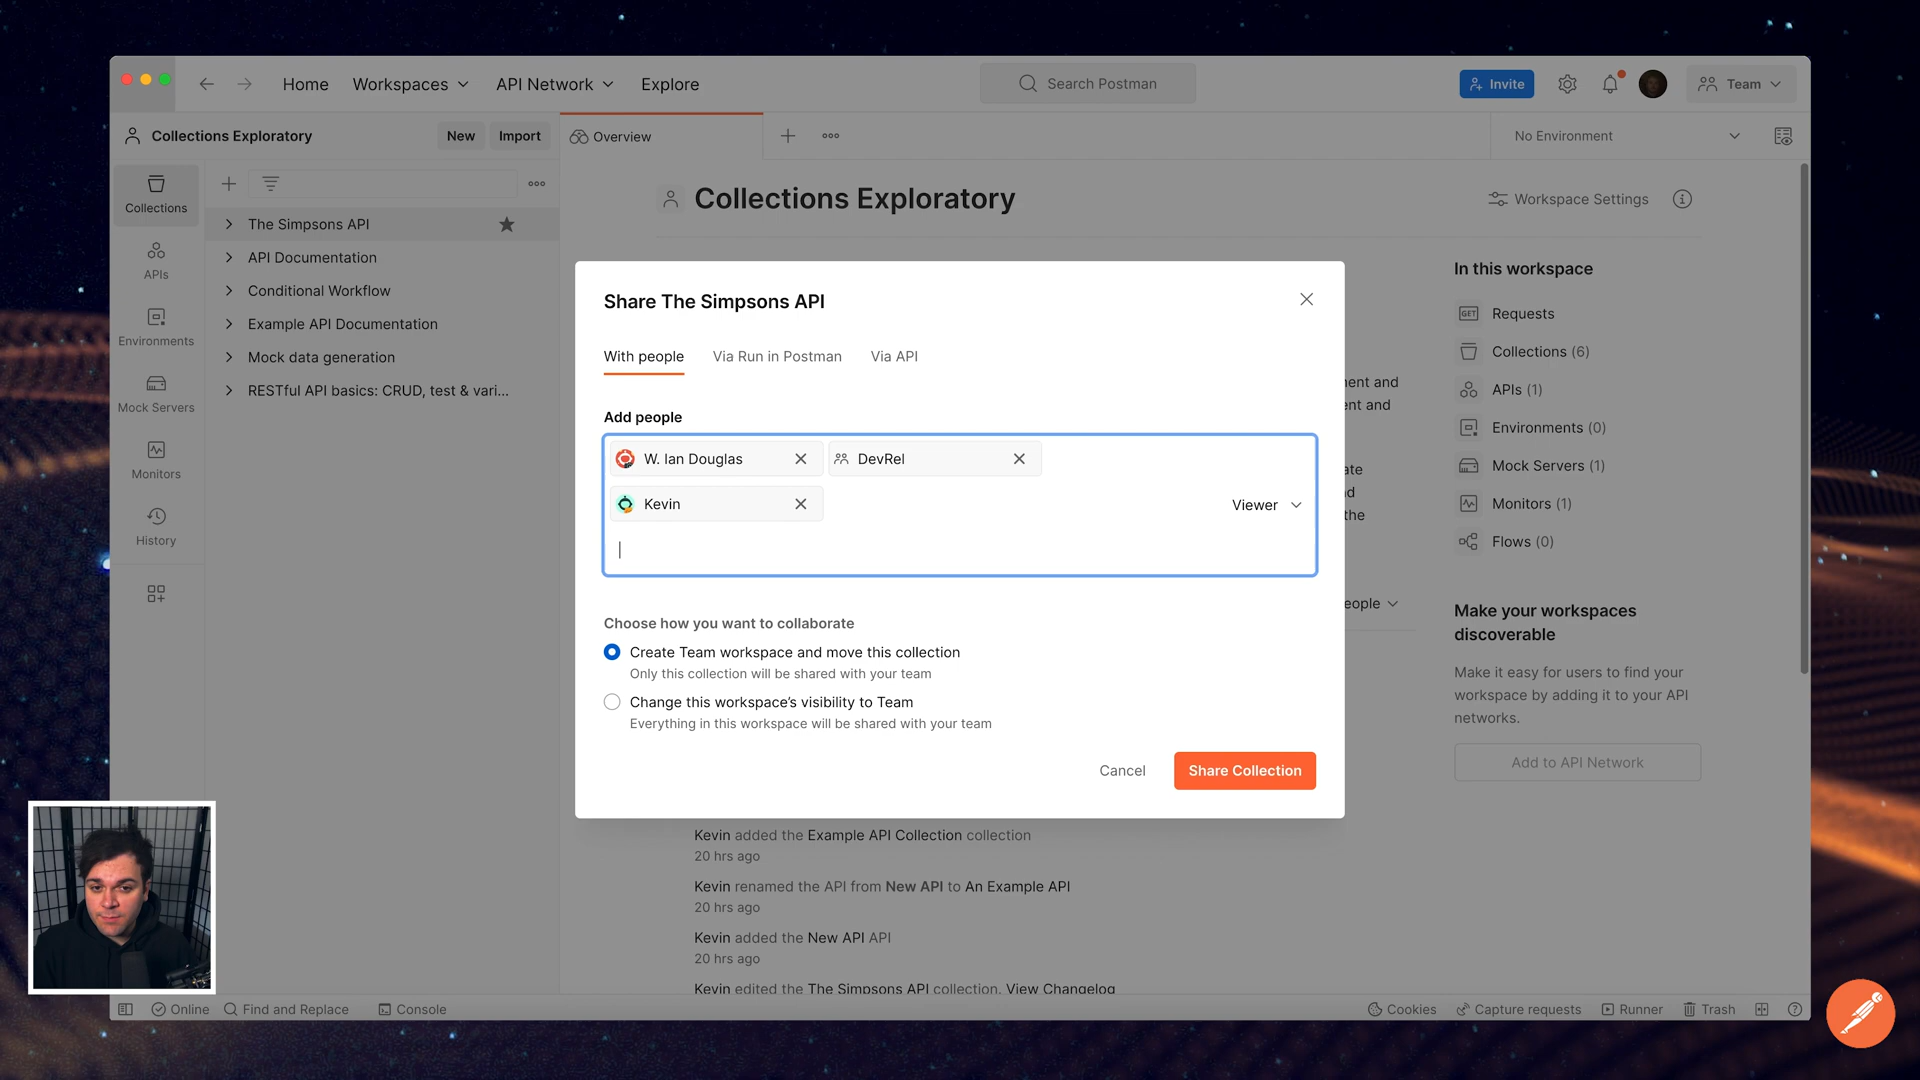 Home
Workspaces
API Network
Explore
Search Postman
Invite
Team
Collections Exploratory
New
Import
Overview
No Environment
Collections
The Simpsons API
API Documentation
Conditional Workflow
Example API Documentation
Mock data generation
RESTful API basics: CRUD, test & vari...
APIs
Environments
Mock Servers
Monitors
History
Collections Exploratory
Workspace Settings
Share The Simpsons API
With people
Via Run in Postman
Via API
Add people
W. Ian Douglas
DevRel
Kevin
Viewer
Choose how you want to collaborate
Create Team workspace and move this collection
Only this collection will be shared with your team
Change this workspace's visibility to Team
Everything in this workspace will be shared with your team
Cancel
Share Collection
ent and
ent and
ate
d
the
eople
In this workspace
GET
Requests
Collections (6)
APIs (1)
Environments (0)
Mock Servers (1)
Monitors (1)
Flows (0)
Make your workspaces
discoverable
Make it easy for users to find your
workspace by adding it to your API
networks.
Add to API Network
Kevin added the Example API Collection collection
20 hrs ago
Kevin renamed the API from New API to An Example API
20 hrs ago
Kevin added the New API API
20 hrs ago
Kevin edited the The Simpsons API collection. View Changelog
Online
Find and Replace
Console
Cookies
Capture requests
Runner
Trash